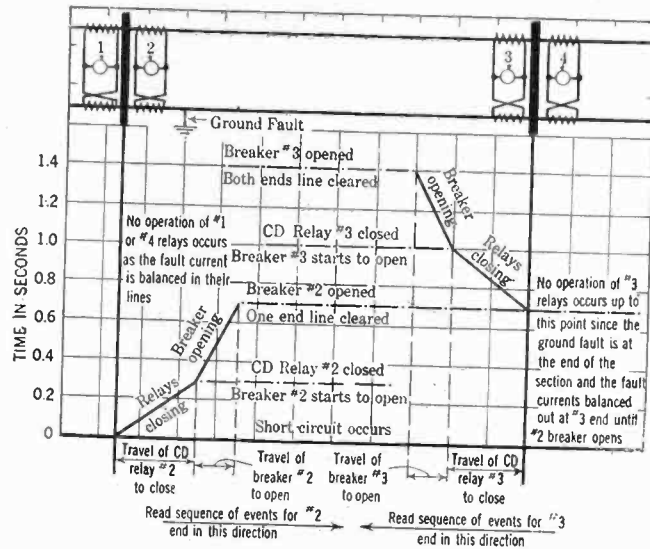 1
2
3
4
Ground Fault
Breaker #3 opened
Both ends line cleared
Breaker
opening
1.4
1.2
1.0
0.8
0.6
0.4
0.2
0
TIME IN SECONDS
No operation of #1
or #4 relays occurs
as the fault current
is balanced in their
lines
CD Relay #3 closed
Breaker #3 starts to open
Relays
closing
Breaker #2 opened
One end line cleared
Breaker
opening
CD Relay #2 closed
Breaker #2 starts to open
Relays
closing
Short circuit occurs
No operation of #3
relays occurs up to
this point since the
ground fault is at
the end of the
section and the fault
currents balanced
out at #3 end until
#2 breaker opens
Travel of CD
relay #2
to close
Travel of
breaker #2
to open
Travel of
breaker #3
to open
Travel of CD
relay #3
to close
Read sequence of events for #2
end in this direction
Read sequence of events for #3
end in this direction